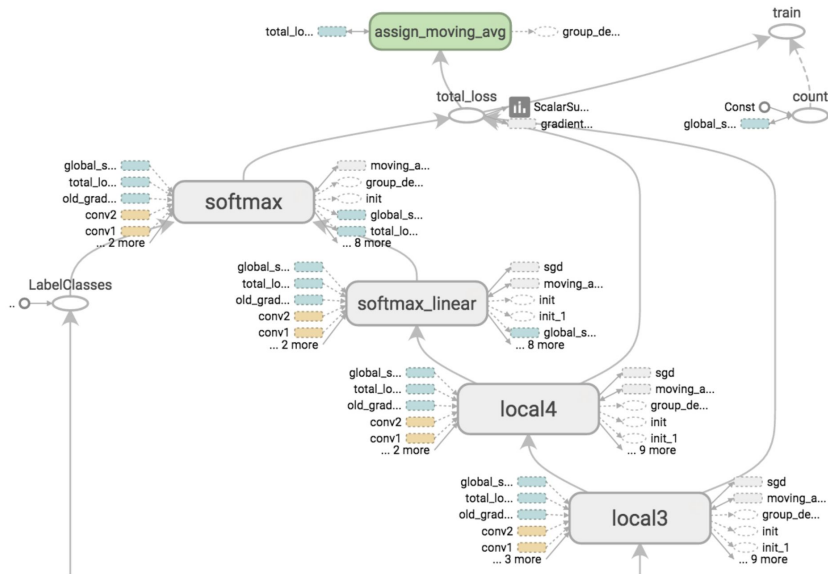 train
total_lo...
assign_moving_avg
group_de...
total_loss
ScalarSu...
gradient...
Const
count
global_s...
global_s...
total_lo...
old_grad...
conv2
conv1
... 2 more
softmax
moving_a...
group_de...
init
global_s...
total_lo...
... 8 more
LabelClasses
..
global_s...
total_lo...
old_grad...
conv2
conv1
... 2 more
softmax_linear
sgd
moving_a...
init
init_1
global_s...
... 8 more
global_s...
total_lo...
old_grad...
conv2
conv1
... 2 more
local4
sgd
moving_a...
group_de...
init
init_1
... 9 more
global_s...
total_lo...
old_grad...
conv2
conv1
... 3 more
local3
sgd
moving_a...
group_de...
init
init_1
... 9 more